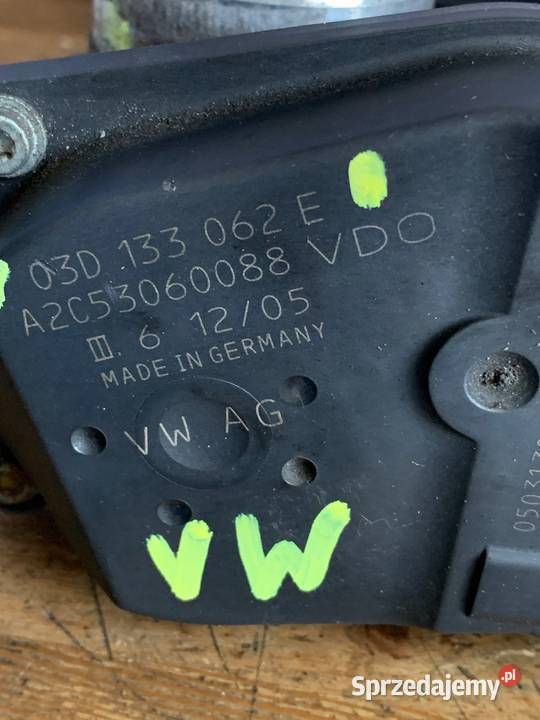 03D 133 062 E
A2C53060088 VDO
III. 6 12/05
MADE IN GERMANY
VW AG
VW
Sprzedajemy.pl